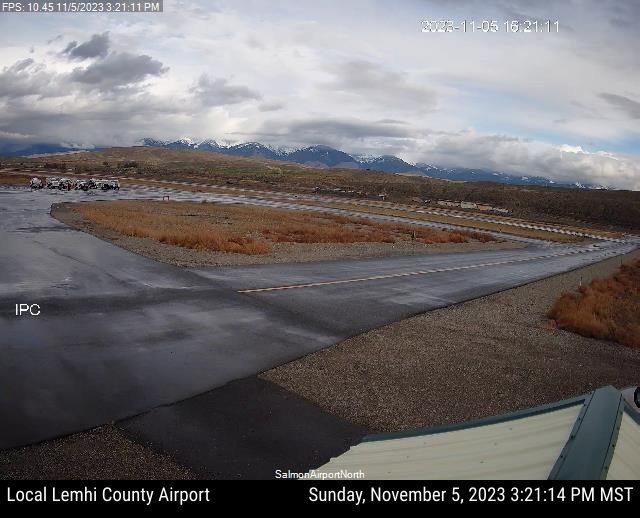 FPS: 10.45 11/5/2023 3:21:11 PM
2023-11-05 15:21:11
IPC
SalmonAirportNorth
Local Lemhi County Airport Sunday, November 5, 2023 3:21:14 PM MST